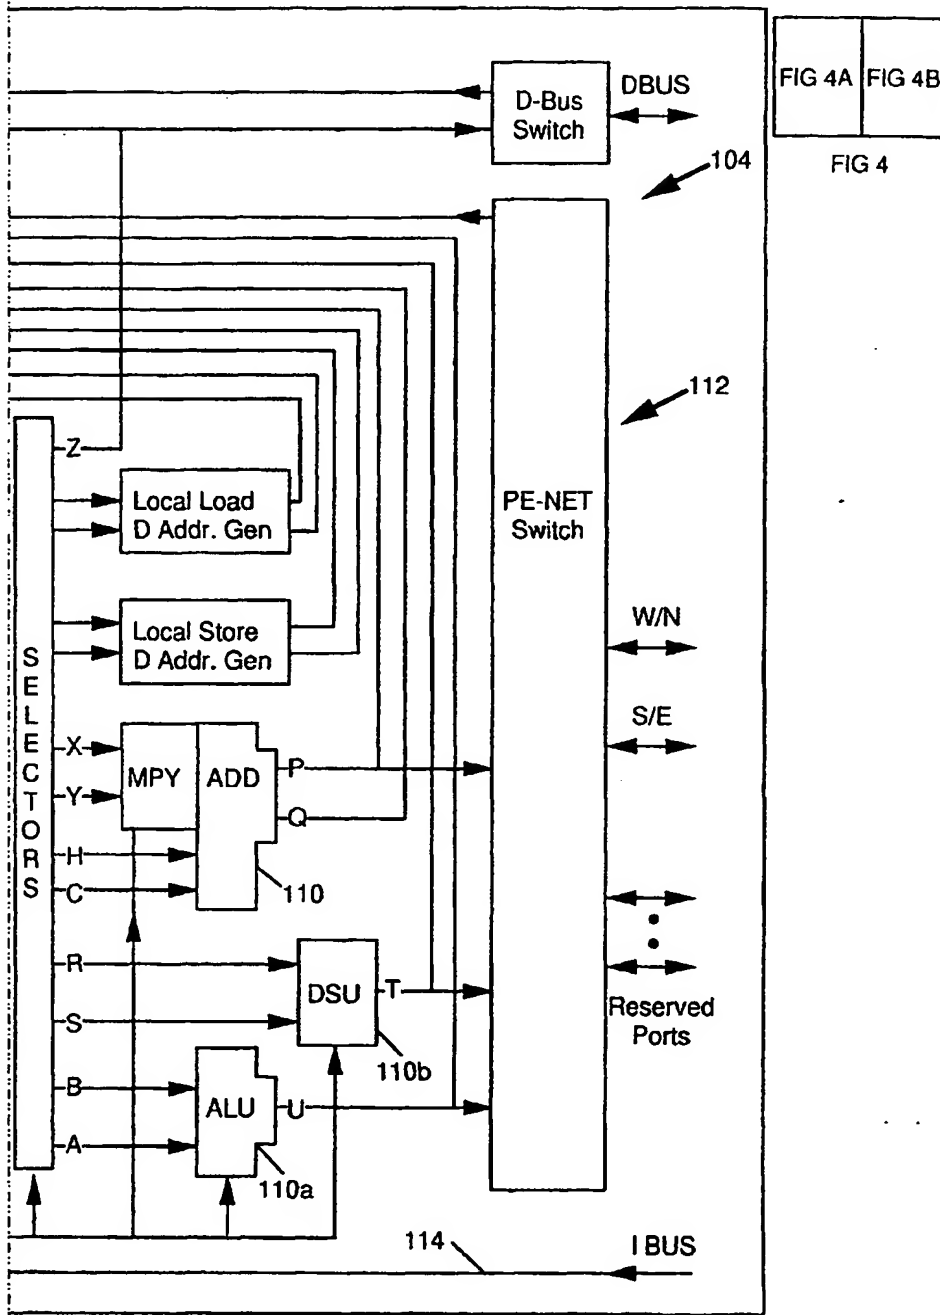 D-Bus
Switch
DBUS
FIG 4A
FIG 4B
FIG 4
104
112
Z
Local Load
D Addr. Gen
PE-NET
Switch
Local Store
D Addr. Gen
W/N
S/E
SELECTORS
X
Y
H
C
MPY
ADD
P
Q
110
R
S
DSU
T
110b
Reserved
Ports
B
A
ALU
U
110a
114
I BUS